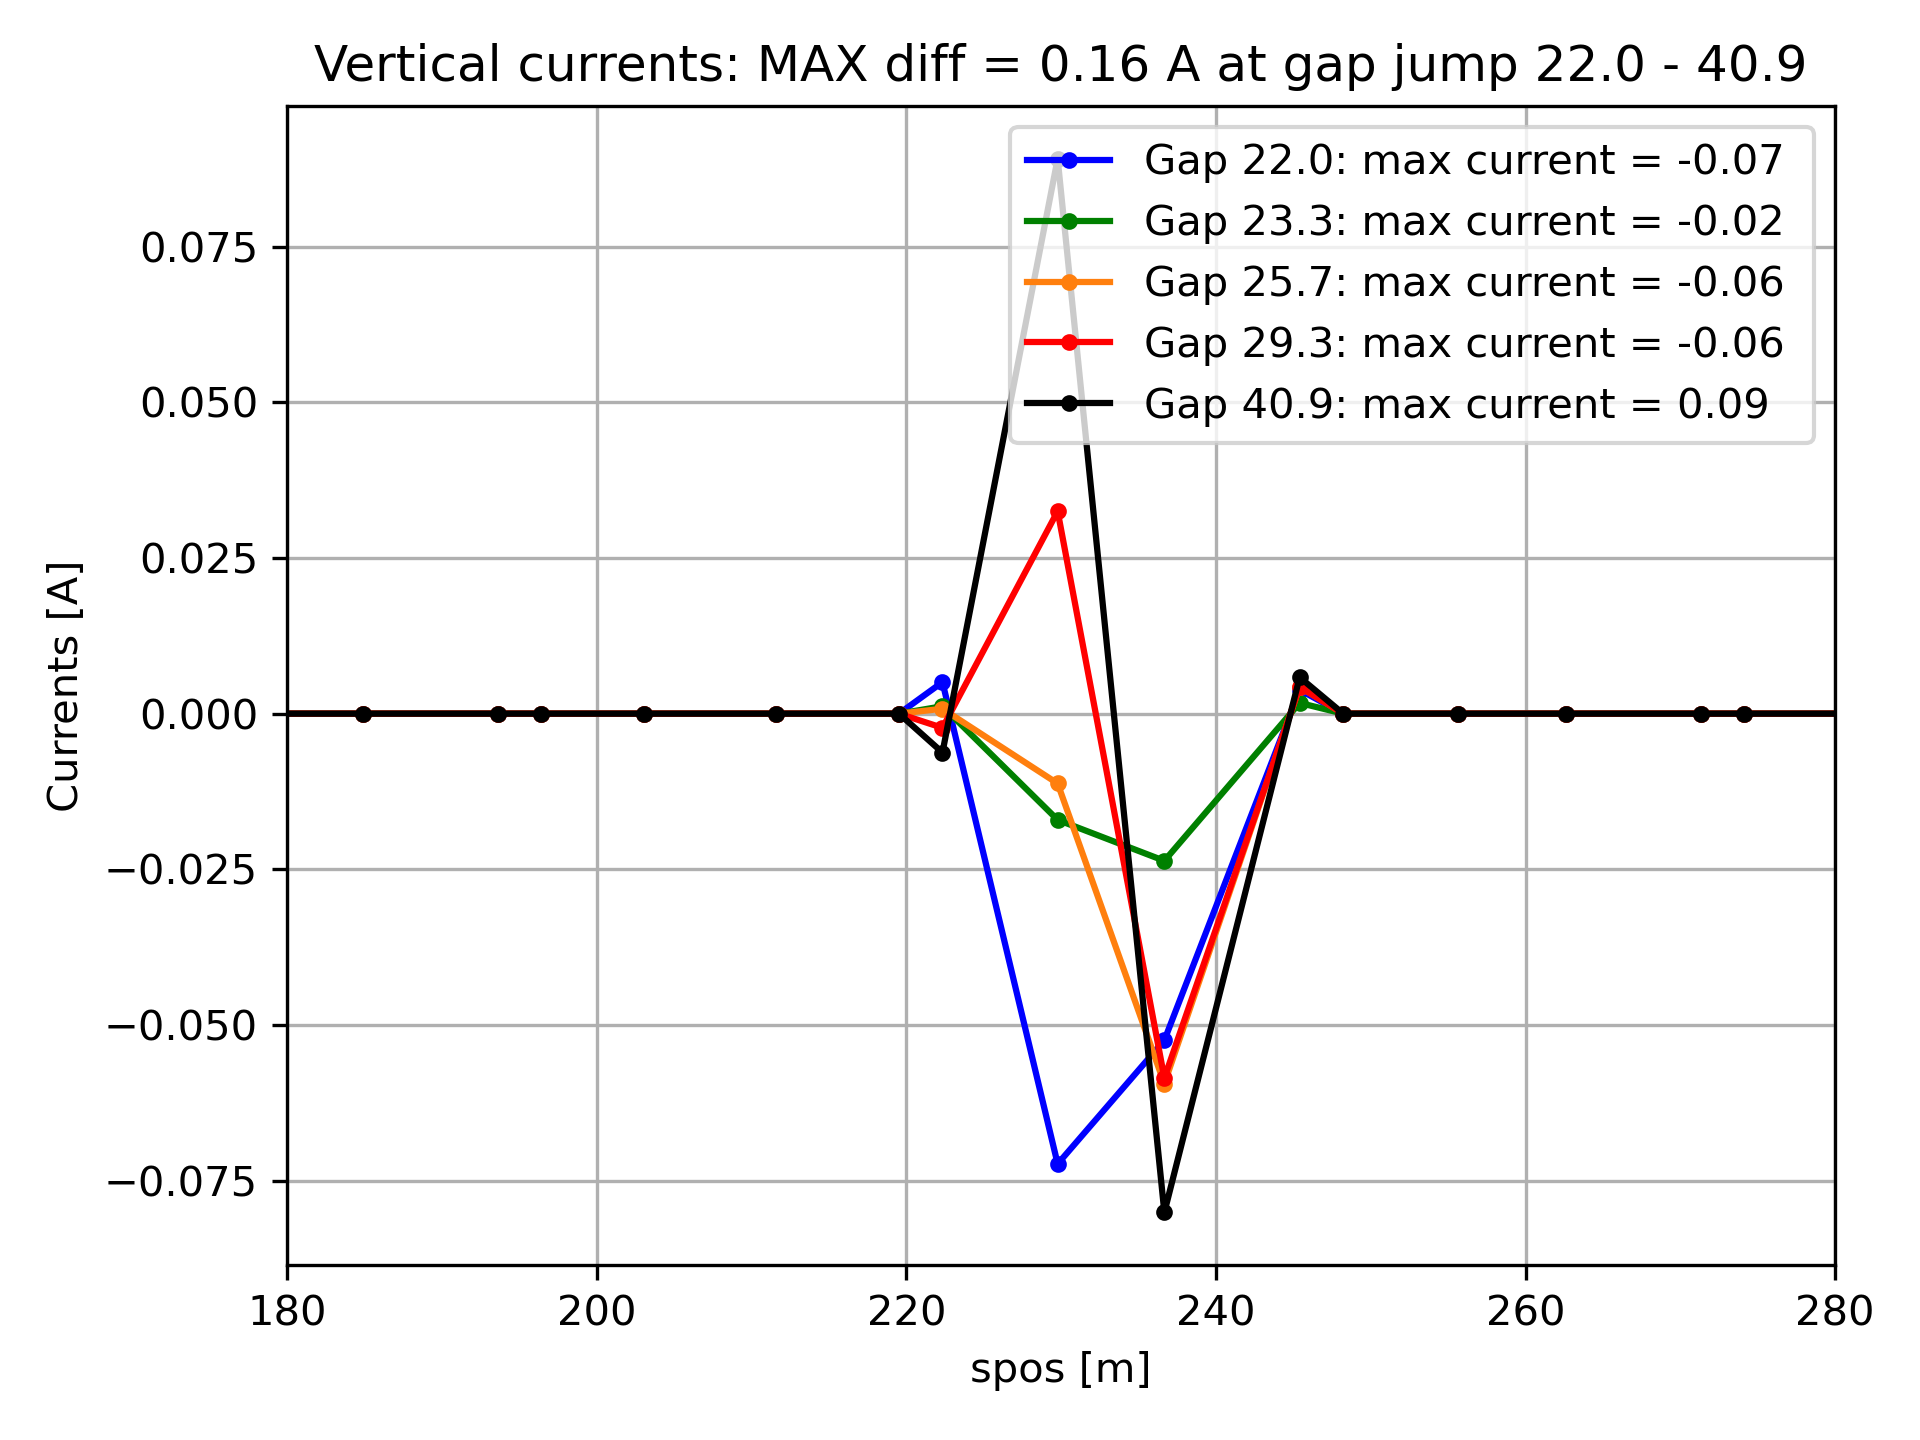 Vertical currents: MAX diff = 0.16 A at gap jump 22.0 - 40.9
Gap 22.0: max current = -0.07
Gap 23.3: max current = -0.02
Gap 25.7: max current = -0.06
Gap 29.3: max current = -0.06
Gap 40.9: max current = 0.09
Currents [A]
0.075
0.050
0.025
0.000
−0.025
−0.050
−0.075
180 200 220 240 260 280
spos [m]